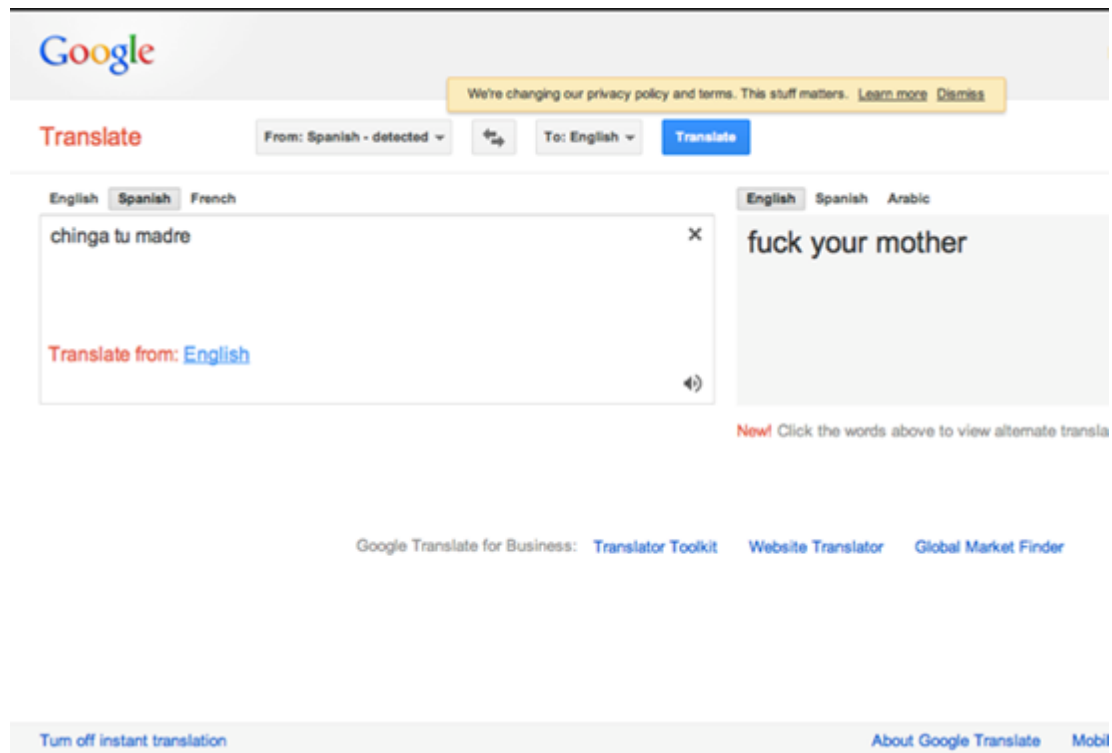 Google
We're changing our privacy policy and terms. This stuff matters. Learn more Dismiss
Translate
From: Spanish - detected
To: English
Translate
English Spanish French
English Spanish Arabic
chinga tu madre
fuck your mother
Translate from: English
New! Click the words above to view alternate transla
Google Translate for Business: Translator Toolkit Website Translator Global Market Finder
Turn off instant translation
About Google Translate Mobil